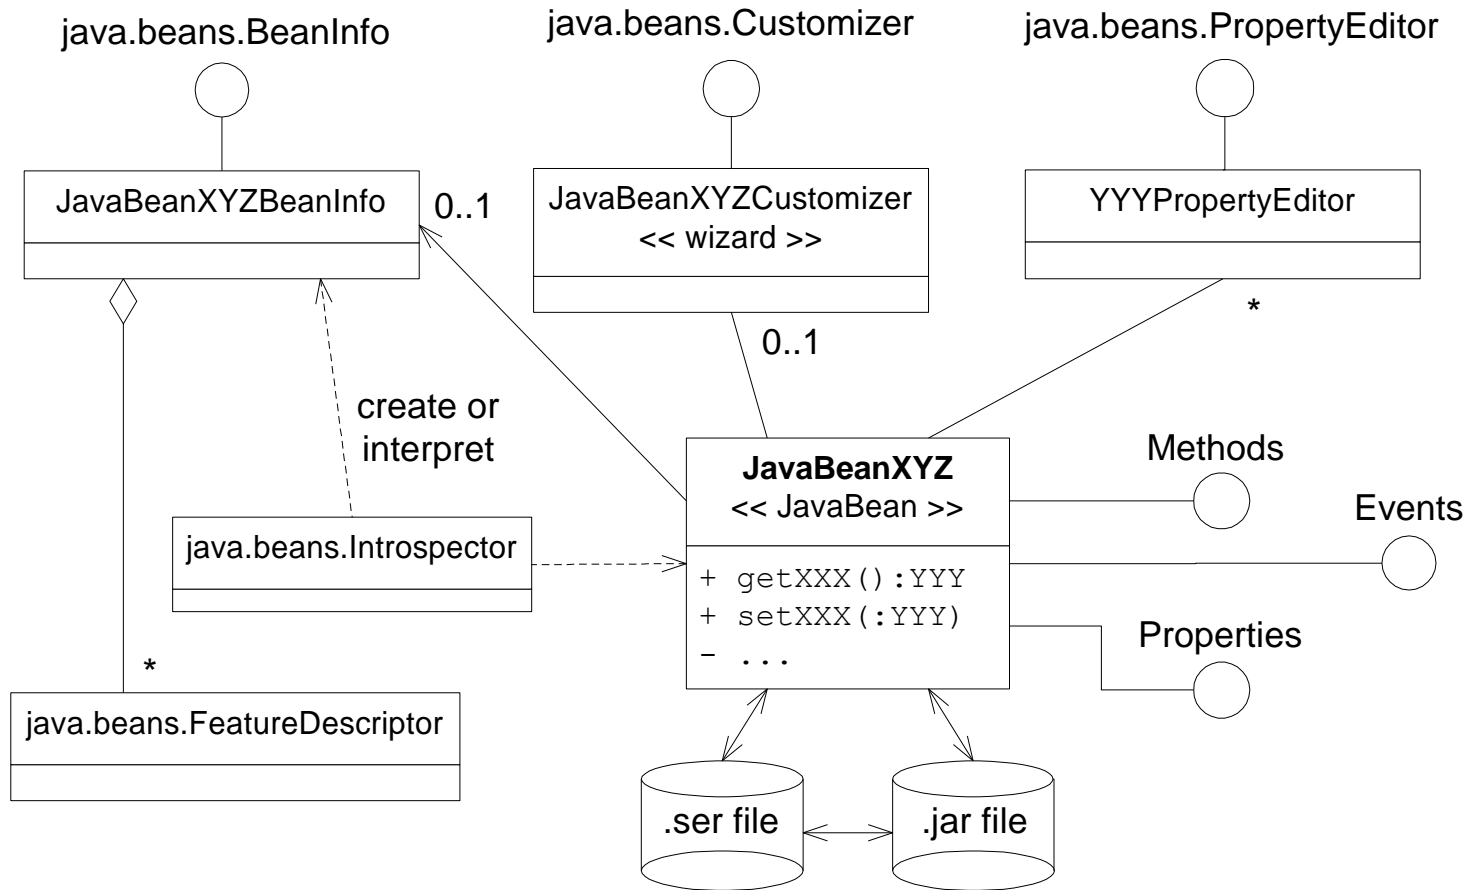 java.beans.BeanInfo
java.beans.Customizer
java.beans.PropertyEditor
JavaBeanXYZBeanInfo
0..1
JavaBeanXYZCustomizer
<< wizard >>
YYYPropertyEditor
*
0..1
create or
interpret
JavaBeanXYZ
<< JavaBean >>
+ getXXX():YYY
+ setXXX(:YYY)
- ...
Methods
Events
Properties
java.beans.Introspector
*
java.beans.FeatureDescriptor
.ser file
.jar file